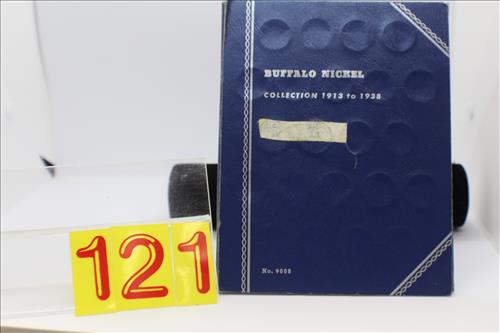 BUFFALO NICKEL
COLLECTION 1913 to 1938
No. 9008
121